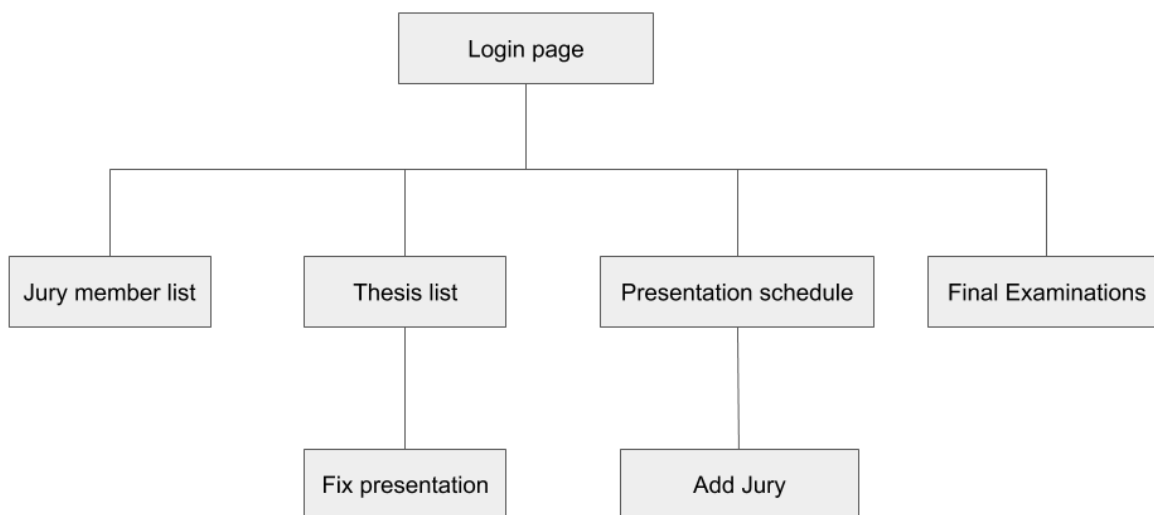 Login page
Jury member list
Thesis list
Presentation schedule
Final Examinations
Fix presentation
Add Jury